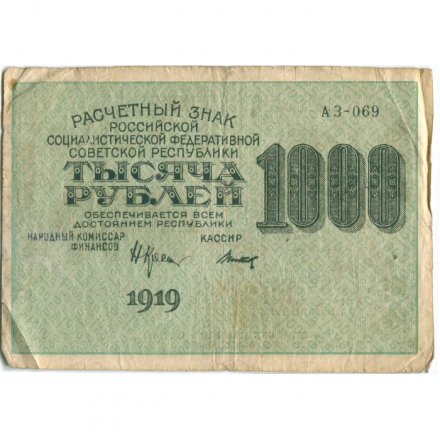 АЗ-069
РАСЧЕТНЫЙ ЗНАК
РОССИЙСКОЙ
СОЦИАЛИСТИЧЕСКОЙ ФЕДЕРАТИВНОЙ
СОВЕТСКОЙ РЕСПУБЛИКИ
ТЫСЯЧА
РУБЛЕЙ
1000
ОБЕСПЕЧИВАЕТСЯ ВСЕМ
ДОСТОЯНИЕМ РЕСПУБЛИКИ
НАРОДНЫЙ КОМИССАР
ФИНАНСОВ
КАССИР
1919